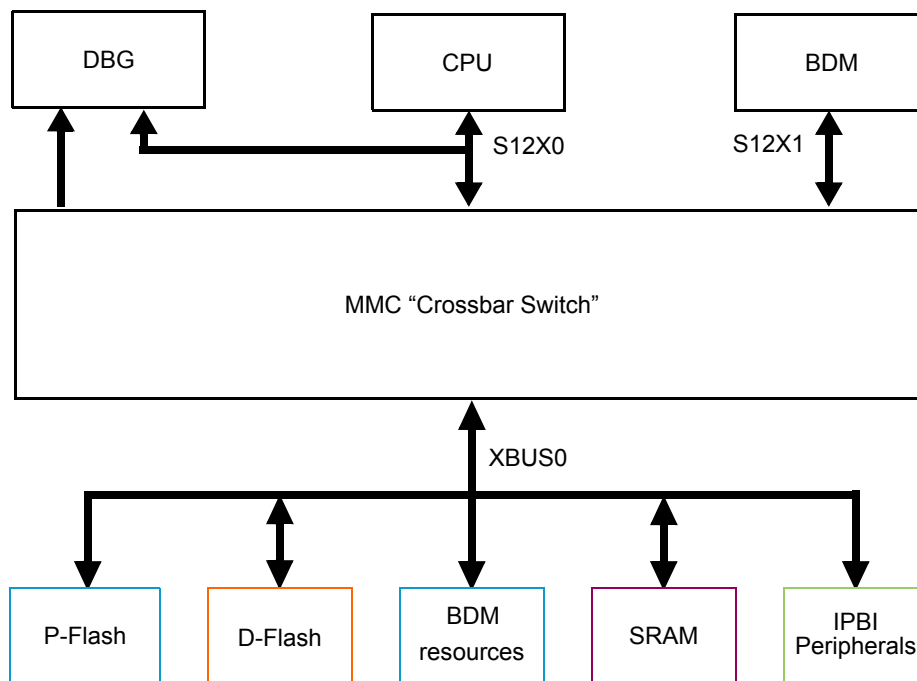 DBG
CPU
BDM
S12X0
S12X1
MMC “Crossbar Switch”
XBUS0
P-Flash
D-Flash
BDM
resources
SRAM
IPBI
Peripherals